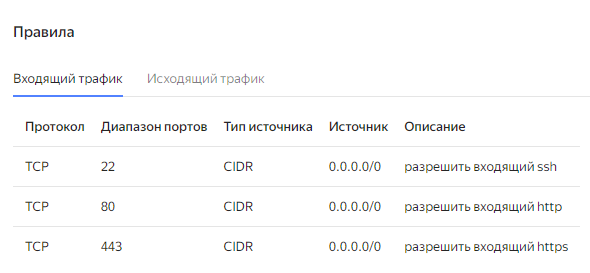 Правила
Входящий трафик Исходящий трафик
Протокол Диапазон портов Тип источника Источник Описание
TCP 22 CIDR 0.0.0.0/0 разрешить входящий ssh
TCP 80 CIDR 0.0.0.0/0 разрешить входящий http
TCP 443 CIDR 0.0.0.0/0 разрешить входящий https